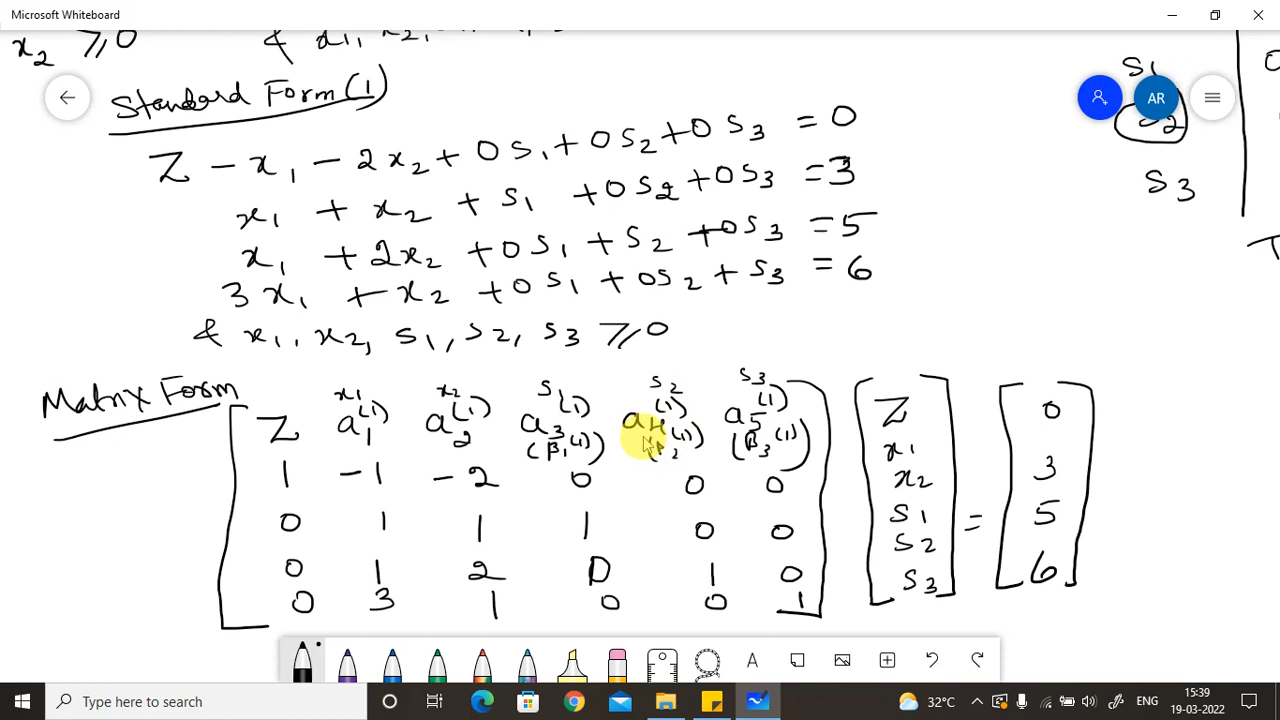 Microsoft Whiteboard
x2 ≥0 & x1, x2,
Standard Form (1)
S1
AR
S2
S3
Z - x1 - 2x2 + 0S1 + 0S2 + 0S3 = 0
x1 + x2 + S1 + 0S2 + 0S3 = 3
x1 + 2x2 + 0S1 + S2 + 0S3 = 5
3x1 + x2 + 0S1 + 0S2 + S3 = 6
& x1, x2, S1, S2, S3 ≥0
Matrix Form
x1 x2 S1 S2 S3
Z a1(1) a2(1) a3(1) a4(1) a5(1)
(β1(1)) (β2(1)) (β3(1))
1 -1 -2 0 0 0
0 1 1 1 0 0
0 1 2 0 1 0
0 3 1 0 0 1
Z
x1
x2
S1
S2
S3
=
0
3
5
6
A
Type here to search
32°C
ENG
15:39
19-03-2022